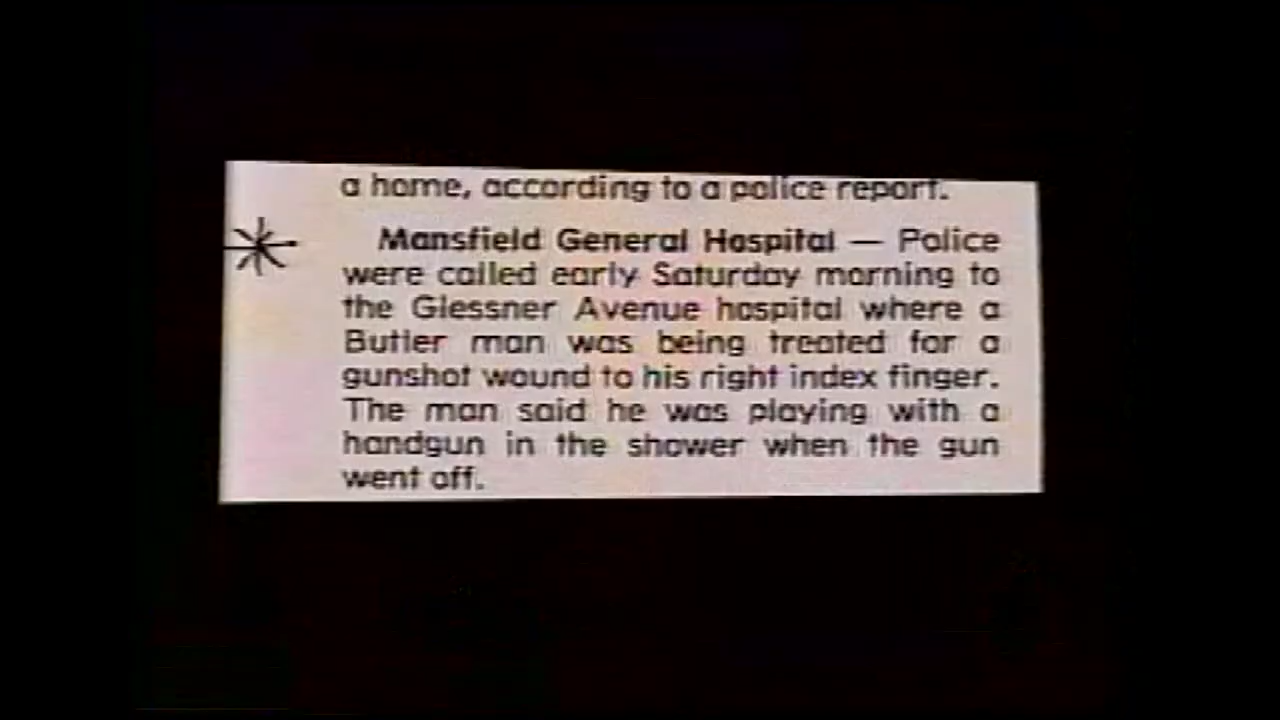 a home, according to a police report.
Mansfield General Hospital — Police
were called early Saturday morning to
the Glessner Avenue hospital where a
Butler man was being treated for a
gunshot wound to his right index finger.
The man said he was playing with a
handgun in the shower when the gun
went off.